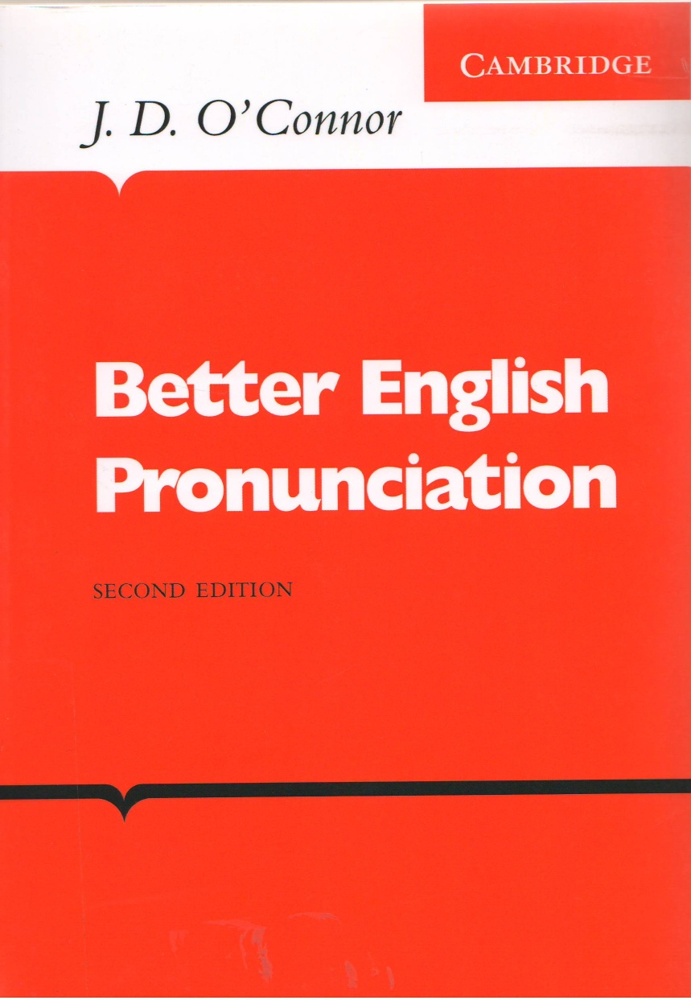 CAMBRIDGE
J. D. O’Connor
Better English
Pronunciation
SECOND EDITION